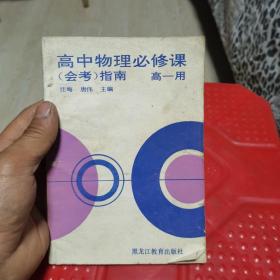 高中物理必修课
（会考）指南 高一用
汪梅 唐伟 主编
黑龙江教育出版社